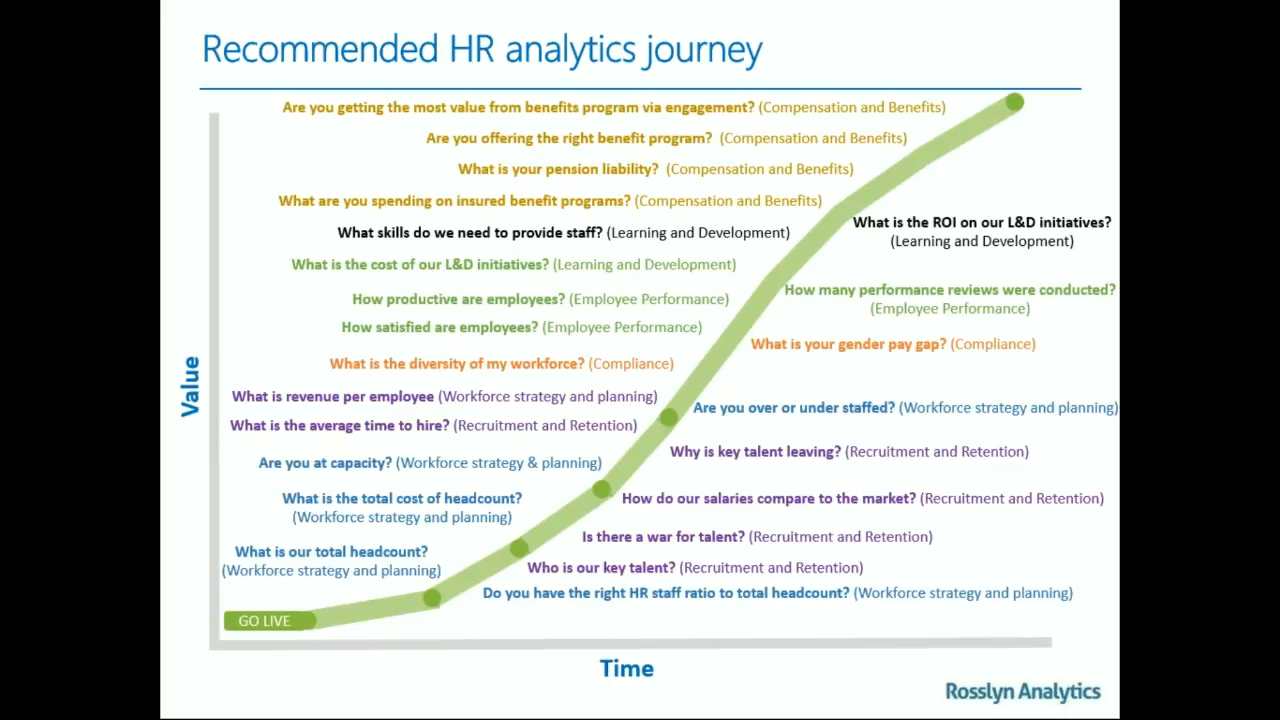 Recommended HR analytics journey
Are you getting the most value from benefits program via engagement? (Compensation and Benefits)
Are you offering the right benefit program? (Compensation and Benefits)
What is your pension liability? (Compensation and Benefits)
What are you spending on insured benefit programs? (Compensation and Benefits)
What skills do we need to provide staff? (Learning and Development)
What is the cost of our L&D initiatives? (Learning and Development)
How productive are employees? (Employee Performance)
How satisfied are employees? (Employee Performance)
What is the diversity of my workforce? (Compliance)
What is revenue per employee (Workforce strategy and planning)
What is the average time to hire? (Recruitment and Retention)
Are you at capacity? (Workforce strategy & planning)
What is the total cost of headcount?
(Workforce strategy and planning)
What is our total headcount?
(Workforce strategy and planning)
GO LIVE
What is the ROI on our L&D initiatives?
(Learning and Development)
How many performance reviews were conducted?
(Employee Performance)
What is your gender pay gap? (Compliance)
Are you over or under staffed? (Workforce strategy and planning)
Why is key talent leaving? (Recruitment and Retention)
How do our salaries compare to the market? (Recruitment and Retention)
Is there a war for talent? (Recruitment and Retention)
Who is our key talent? (Recruitment and Retention)
Do you have the right HR staff ratio to total headcount? (Workforce strategy and planning)
Value
Time
Rosslyn Analytics